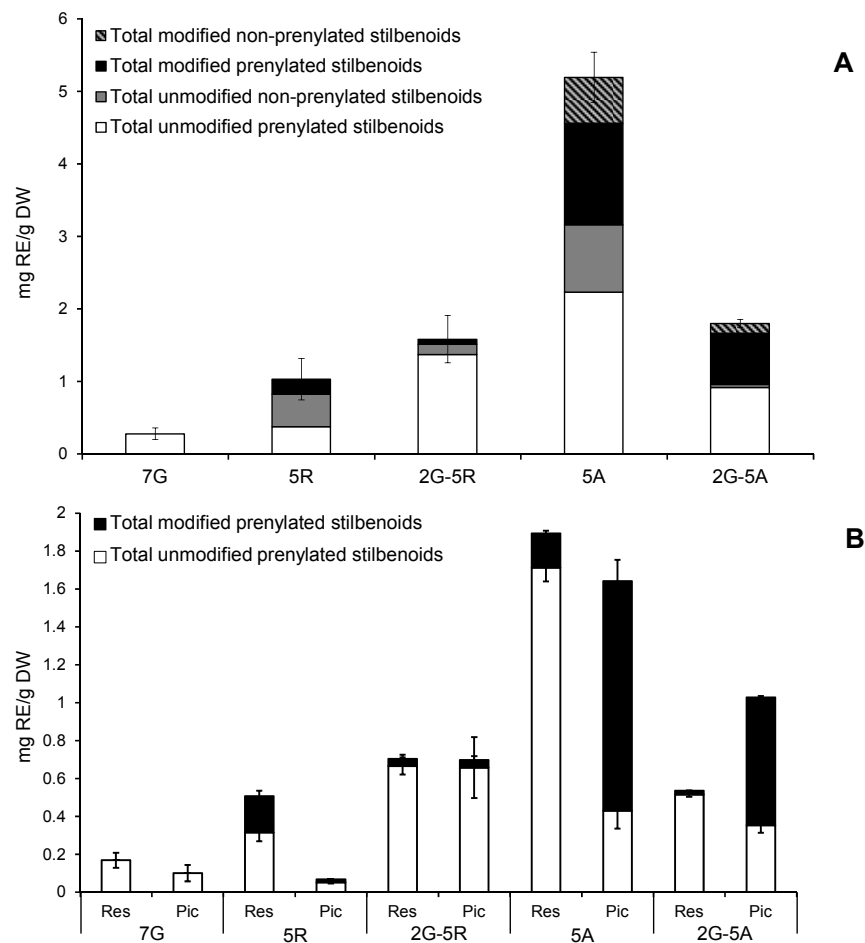 6
5
4
3
2
1
0
mg RE/g DW
Total modified non-prenylated stilbenoids
Total modified prenylated stilbenoids
Total unmodified non-prenylated stilbenoids
Total unmodified prenylated stilbenoids
A
7G 5R 2G-5R 5A 2G-5A
2
1.8
1.6
1.4
1.2
1
0.8
0.6
0.4
0.2
0
mg RE/g DW
Total modified prenylated stilbenoids
Total unmodified prenylated stilbenoids
B
Res Pic Res Pic Res Pic Res Pic Res Pic
7G 5R 2G-5R 5A 2G-5A